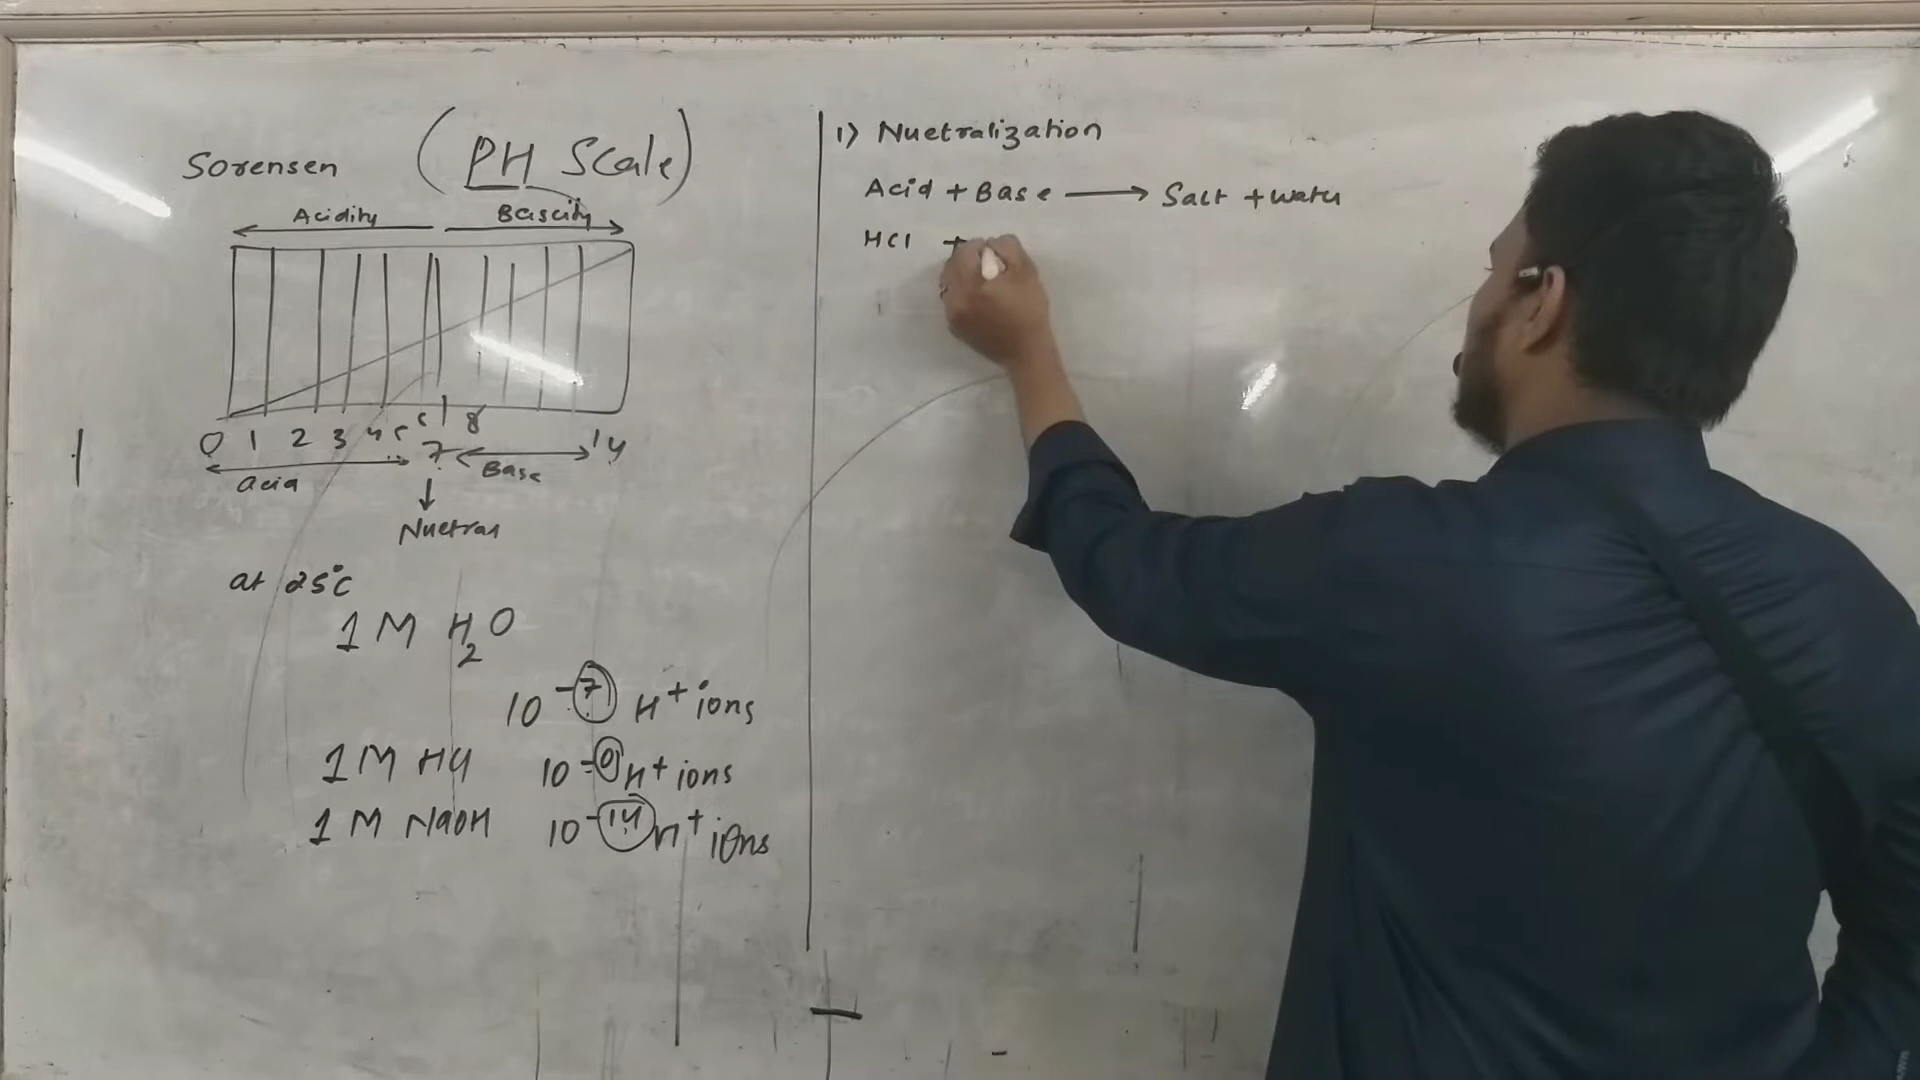 Sorensen (PH Scale)
Acidity Bascity
0 1 2 3 4 5 6 8 14
7
Acid Base
Nuetral
at 25°C
1 M H2O
10-7 H+ ions
1 M HCl 10-0 H+ ions
1 M NaOH 10-14 H+ ions
1) Nuetralization
Acid + Base → Salt + Water
HCl +